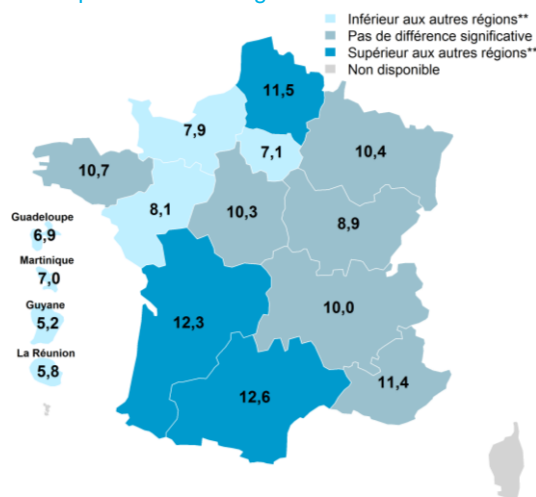 Inférieur aux autres régions**
Pas de différence significative
Supérieur aux autres régions**
Non disponible
11,5
7,9
7,1
10,4
10,7
8,1
10,3
8,9
Guadeloupe
6,9
Martinique
7,0
Guyane
5,2
La Réunion
5,8
12,3
10,0
12,6
11,4